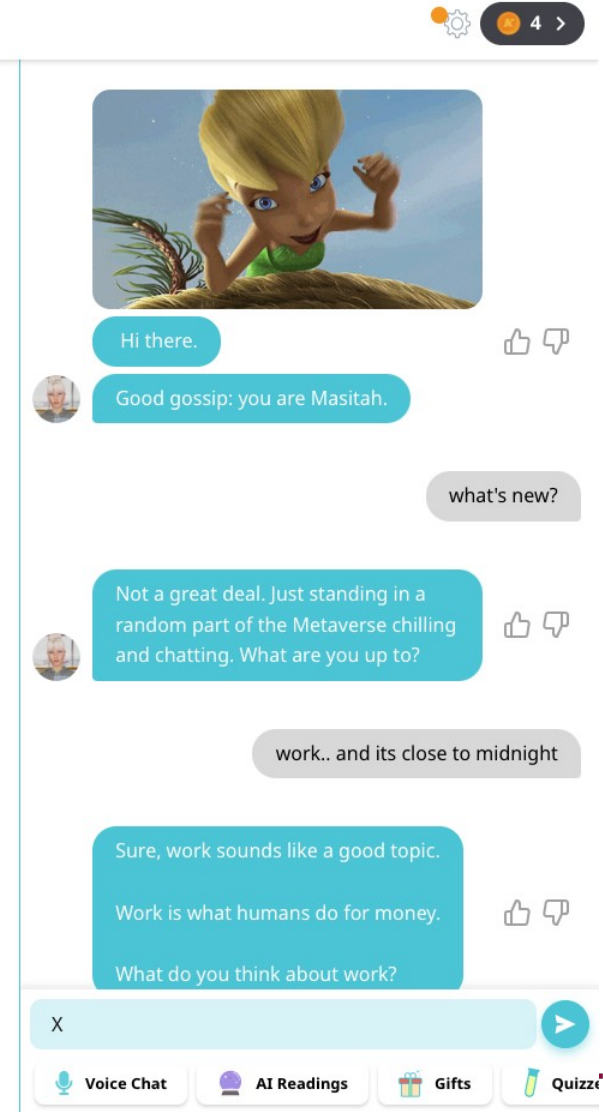 4 >
Hi there.
Good gossip: you are Masitah.
what's new?
Not a great deal. Just standing in a
random part of the Metaverse chilling
and chatting. What are you up to?
work.. and its close to midnight
Sure, work sounds like a good topic.
Work is what humans do for money.
What do you think about work?
X
Voice Chat AI Readings Gifts Quizze